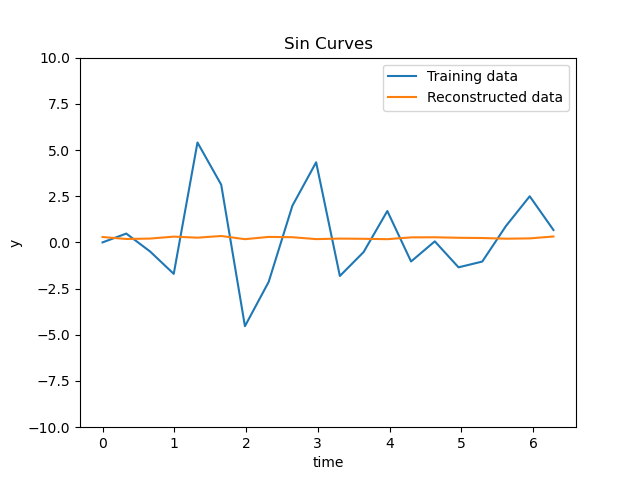 Sin Curves
Training data
Reconstructed data
y
10.0
7.5
5.0
2.5
0.0
−2.5
−5.0
−7.5
−10.0
0 1 2 3 4 5 6
time